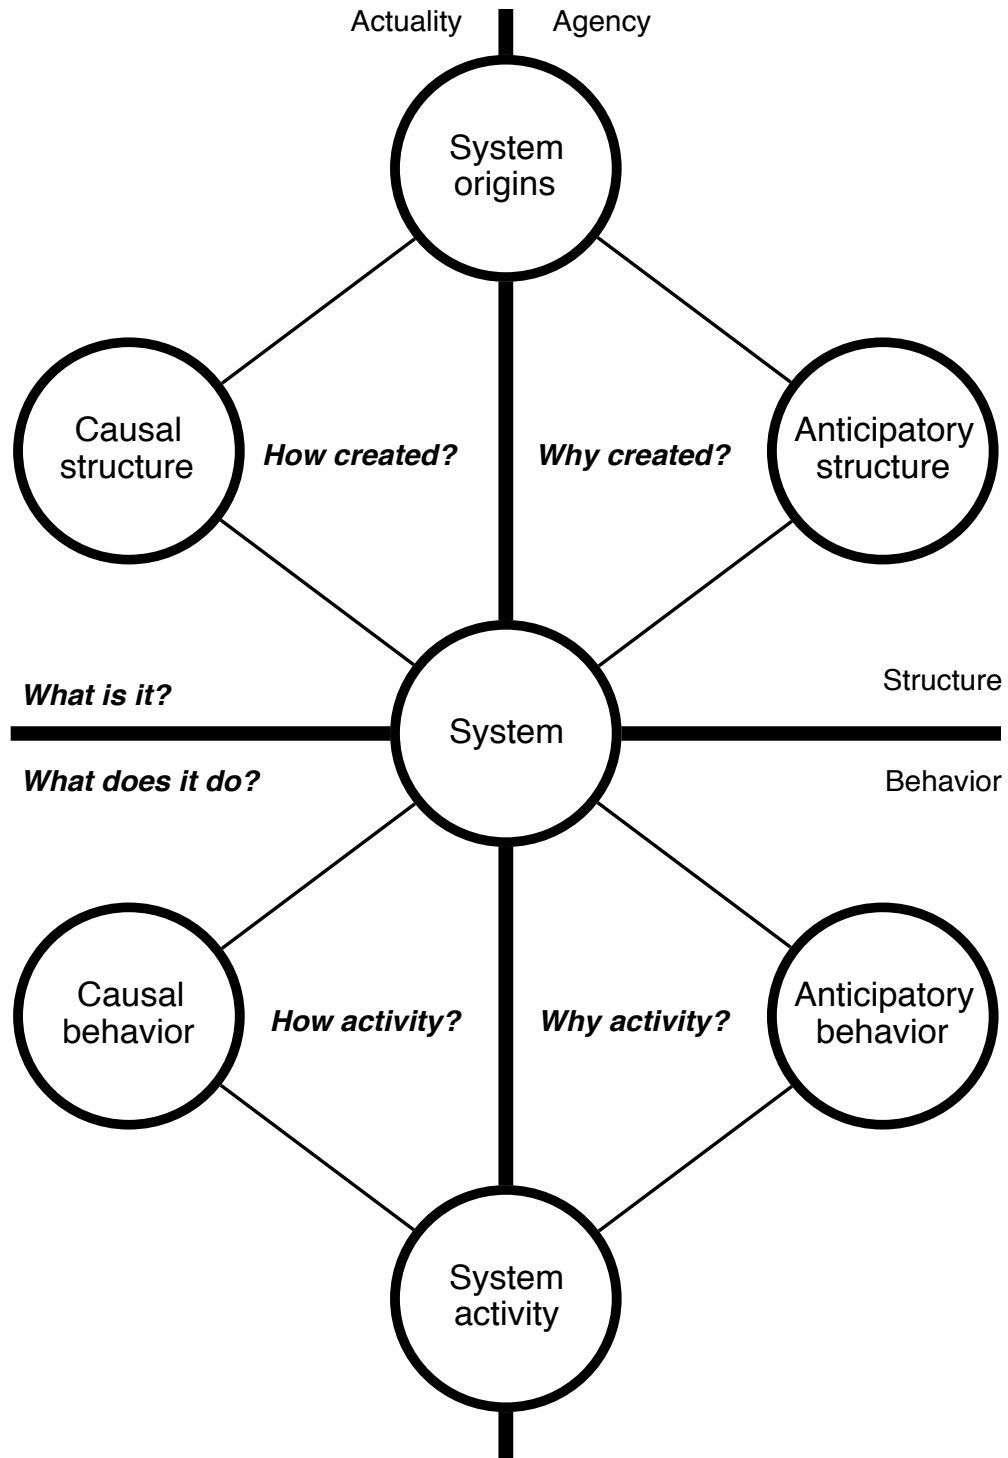 Actuality
Agency
System
origins
Causal
structure
How created?
Why created?
Anticipatory
structure
What is it?
Structure
System
What does it do?
Behavior
Causal
behavior
How activity?
Why activity?
Anticipatory
behavior
System
activity